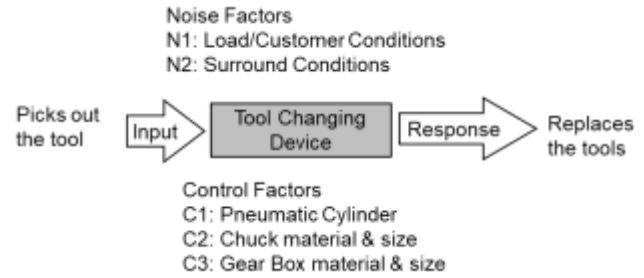 Noise Factors
N1: Load/Customer Conditions
N2: Surround Conditions
Picks out
the tool
Input
Tool Changing
Device
Response
Replaces
the tools
Control Factors
C1: Pneumatic Cylinder
C2: Chuck material & size
C3: Gear Box material & size